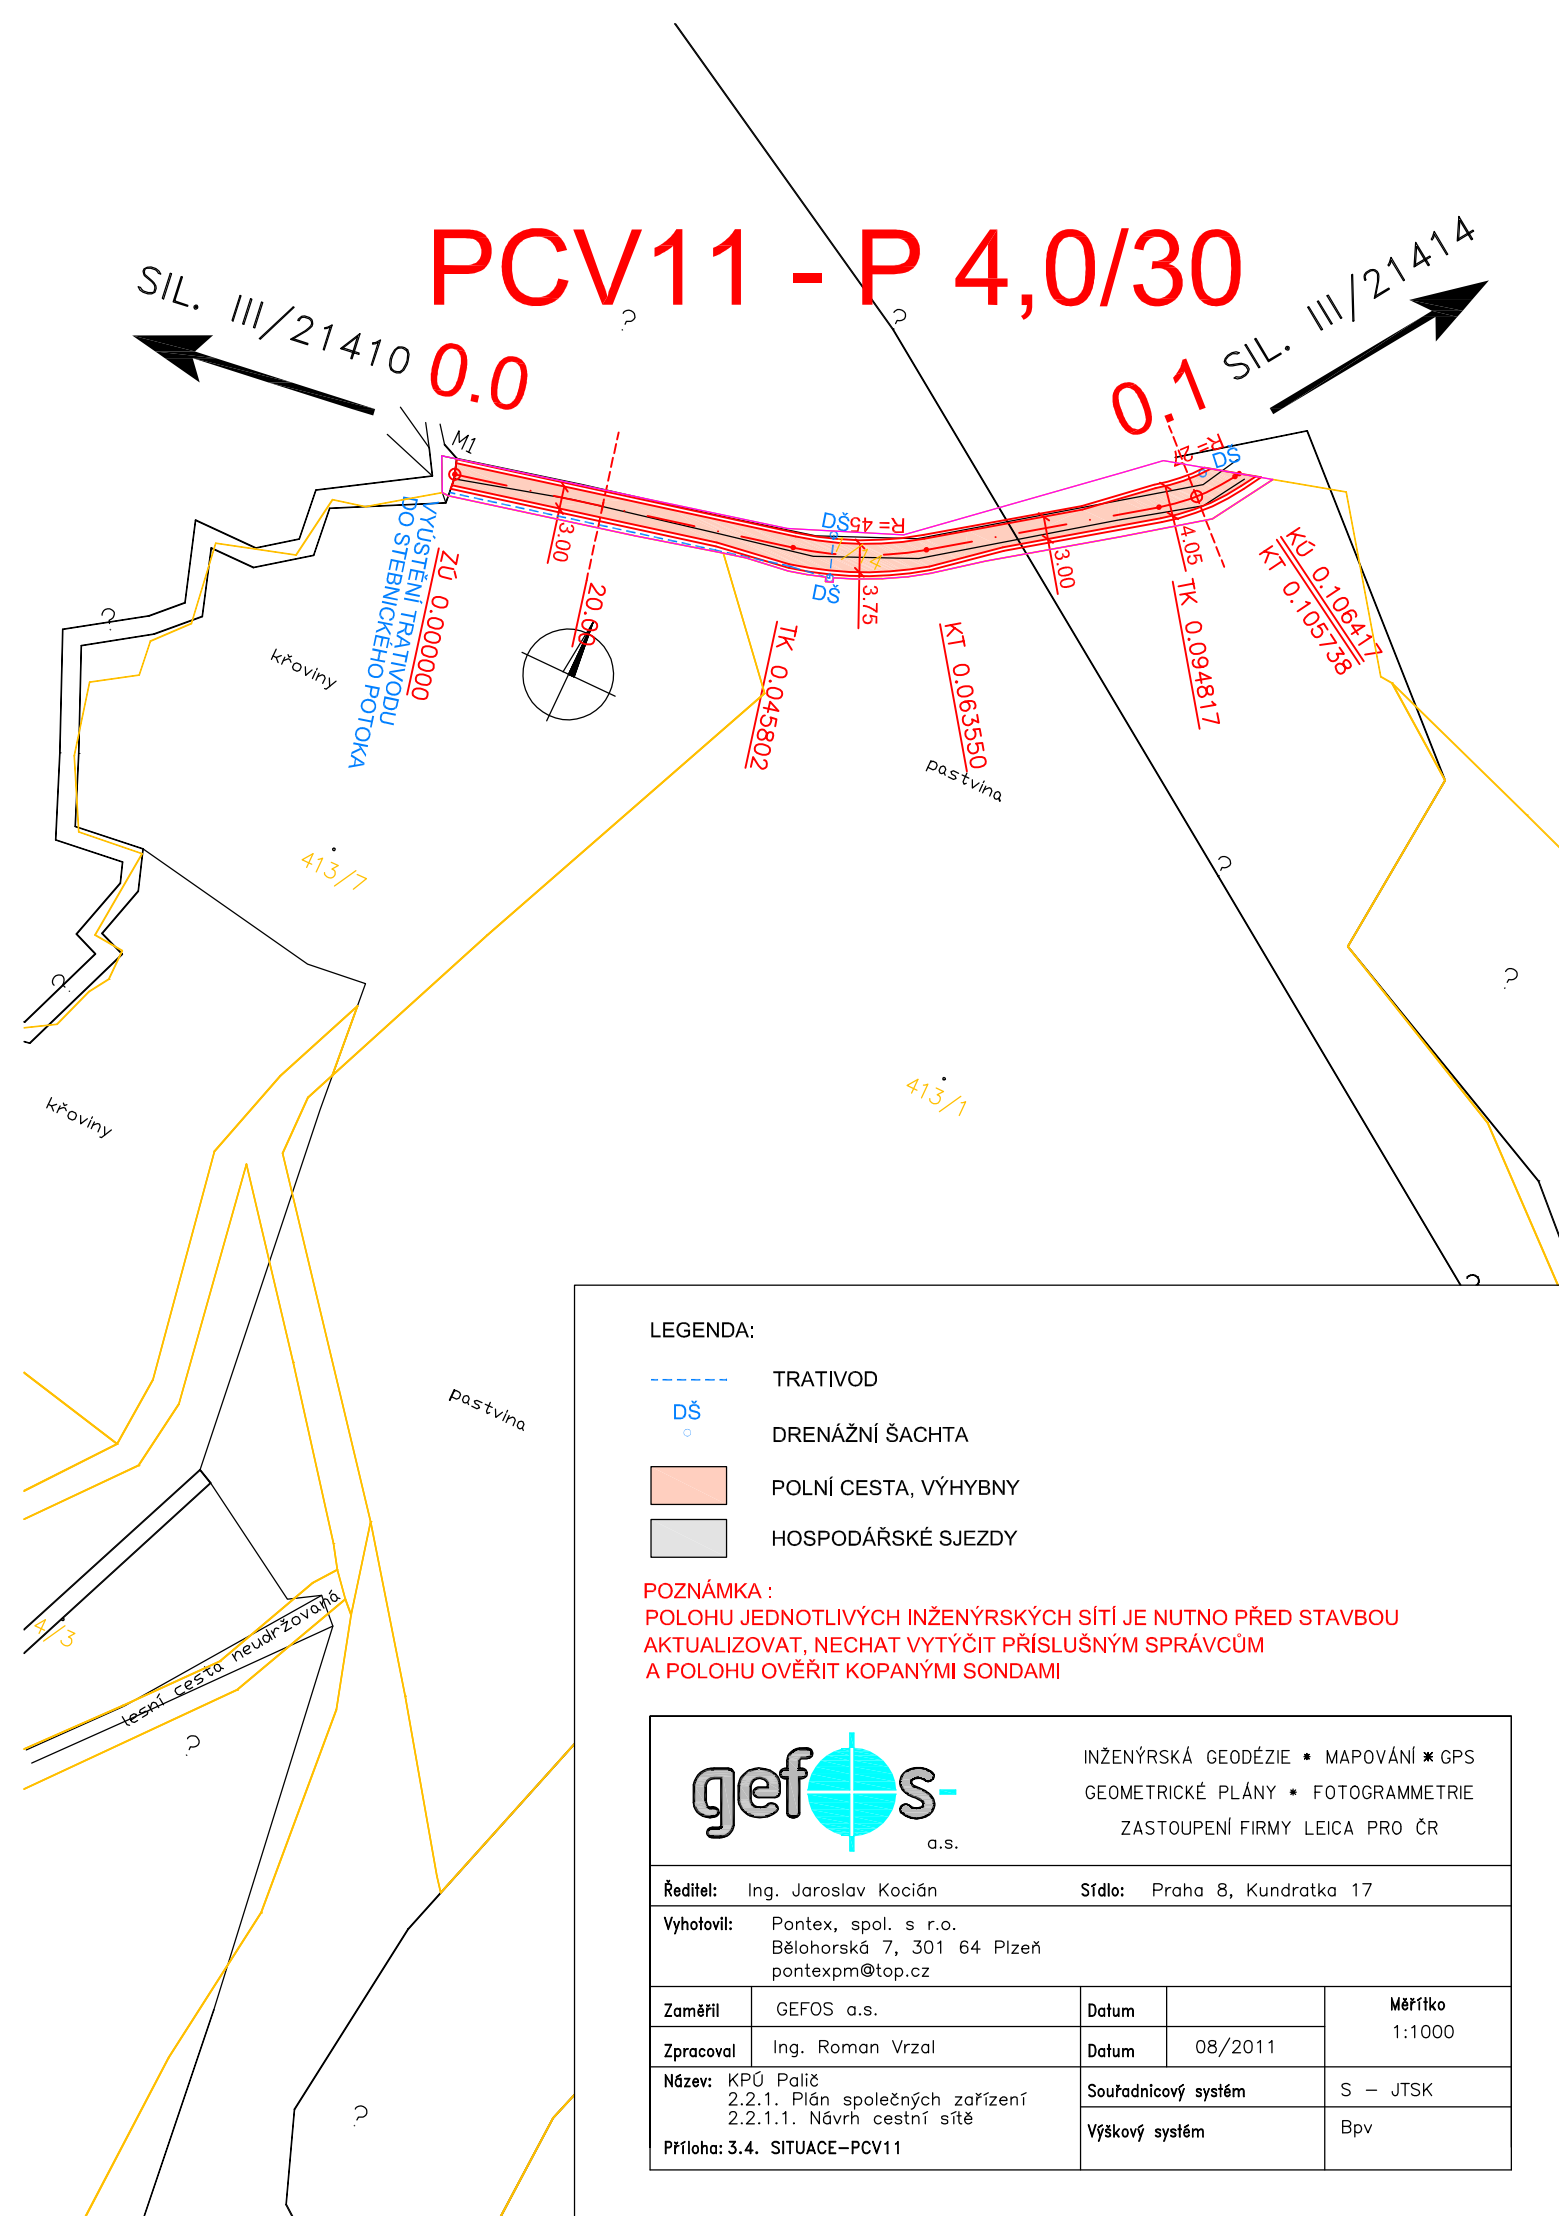 PCV11 - P 4,0/30
SIL. III/21410
0.0
0.1
SIL. III/21414
?
?
M1
R=45
DŠ
DŠ
DŠ
3.00
20.00
3.75
3.00
4.05
VYÚSTĚNÍ TRATIVODU
DO STEBNICKÉHO POTOKA
ZÚ 0.000000
TK 0.045802
KT 0.063550
TK 0.094817
KÚ 0.106417
KT 0.105738
?
křoviny
pastvina
413/7
?
?
?
413/1
křoviny
?
pastvina
4/3
lesní cesta neudržovaná
?
?
LEGENDA:
TRATIVOD
DŠ
DRENÁŽNÍ ŠACHTA
POLNÍ CESTA, VÝHYBNY
HOSPODÁŘSKÉ SJEZDY
POZNÁMKA :
POLOHU JEDNOTLIVÝCH INŽENÝRSKÝCH SÍTÍ JE NUTNO PŘED STAVBOU
AKTUALIZOVAT, NECHAT VYTÝČIT PŘÍSLUŠNÝM SPRÁVCŮM
A POLOHU OVĚŘIT KOPANÝMI SONDAMI
gefos
a.s.
INŽENÝRSKÁ GEODÉZIE * MAPOVÁNÍ * GPS
GEOMETRICKÉ PLÁNY * FOTOGRAMMETRIE
ZASTOUPENÍ FIRMY LEICA PRO ČR
Ředitel: Ing. Jaroslav Kocián
Sídlo: Praha 8, Kundratka 17
Vyhotovil: Pontex, spol. s r.o.
Bělohorská 7, 301 64 Plzeň
pontexpm@top.cz
Zaměřil GEFOS a.s.
Datum
Měřítko
1:1000
Zpracoval Ing. Roman Vrzal
Datum 08/2011
Název: KPÚ Palič
2.2.1. Plán společných zařízení
2.2.1.1. Návrh cestní sítě
Příloha: 3.4. SITUACE-PCV11
Souřadnicový systém S - JTSK
Výškový systém Bpv